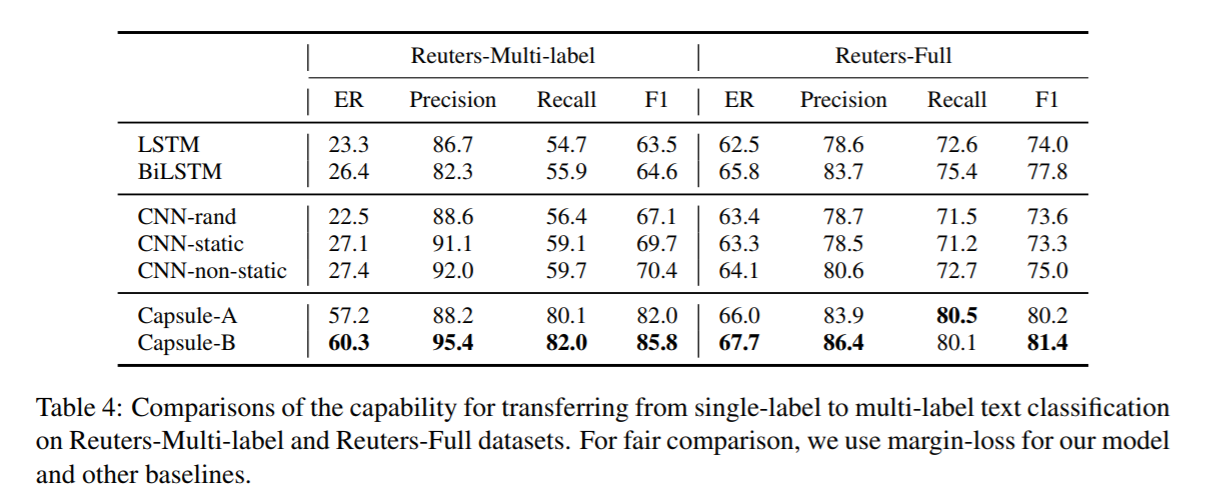 Reuters-Multi-label Reuters-Full
ER Precision Recall F1 ER Precision Recall F1
LSTM 23.3 86.7 54.7 63.5 62.5 78.6 72.6 74.0
BiLSTM 26.4 82.3 55.9 64.6 65.8 83.7 75.4 77.8
CNN-rand 22.5 88.6 56.4 67.1 63.4 78.7 71.5 73.6
CNN-static 27.1 91.1 59.1 69.7 63.3 78.5 71.2 73.3
CNN-non-static 27.4 92.0 59.7 70.4 64.1 80.6 72.7 75.0
Capsule-A 57.2 88.2 80.1 82.0 66.0 83.9 80.5 80.2
Capsule-B 60.3 95.4 82.0 85.8 67.7 86.4 80.1 81.4
Table 4: Comparisons of the capability for transferring from single-label to multi-label text classification
on Reuters-Multi-label and Reuters-Full datasets. For fair comparison, we use margin-loss for our model
and other baselines.